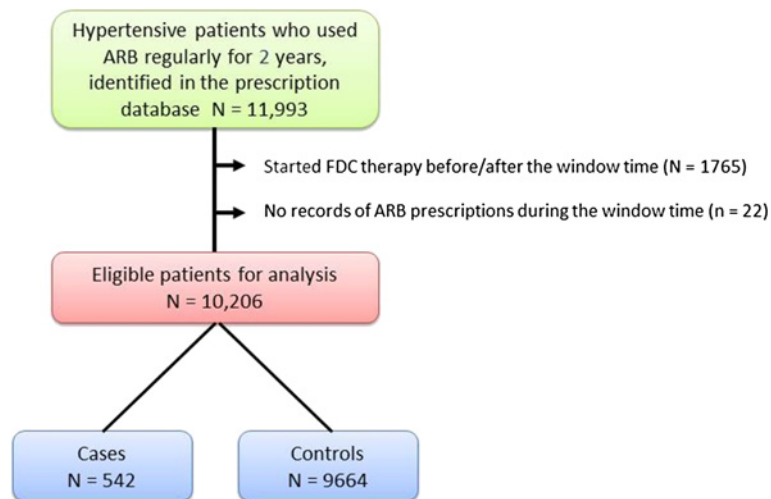 Hypertensive patients who used
ARB regularly for 2 years,
identified in the prescription
database N = 11,993
Started FDC therapy before/after the window time (N = 1765)
No records of ARB prescriptions during the window time (n = 22)
Eligible patients for analysis
N = 10,206
Cases
N = 542
Controls
N = 9664